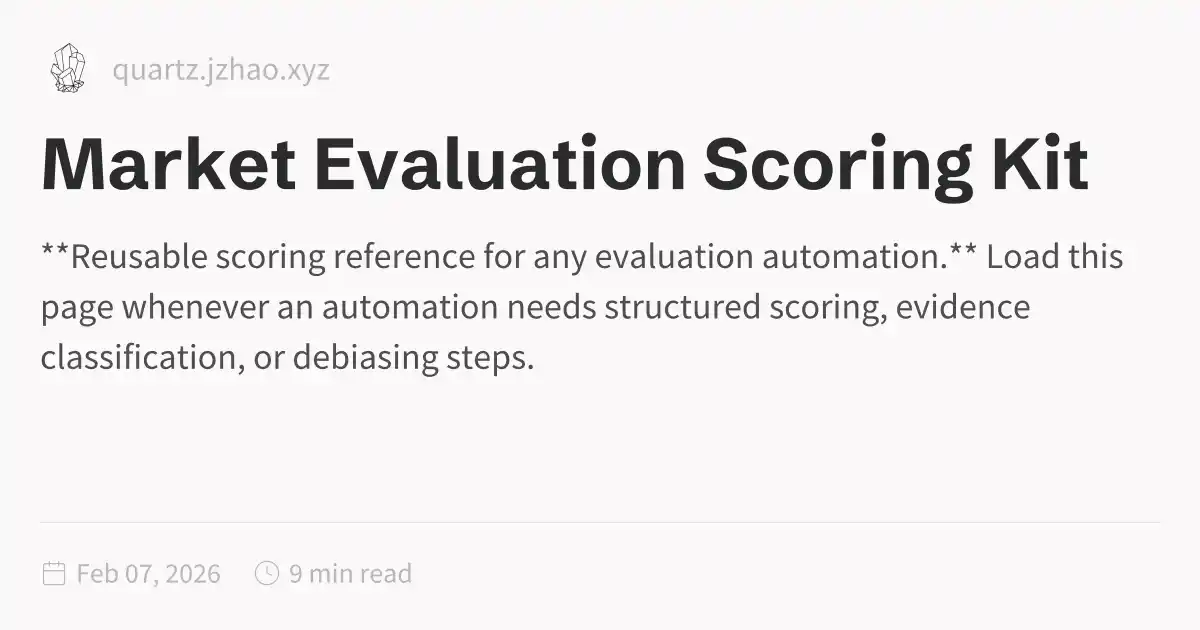 quartz.jzhao.xyz
Market Evaluation Scoring Kit
**Reusable scoring reference for any evaluation automation.** Load this
page whenever an automation needs structured scoring, evidence
classification, or debiasing steps.
Feb 07, 2026
9 min read